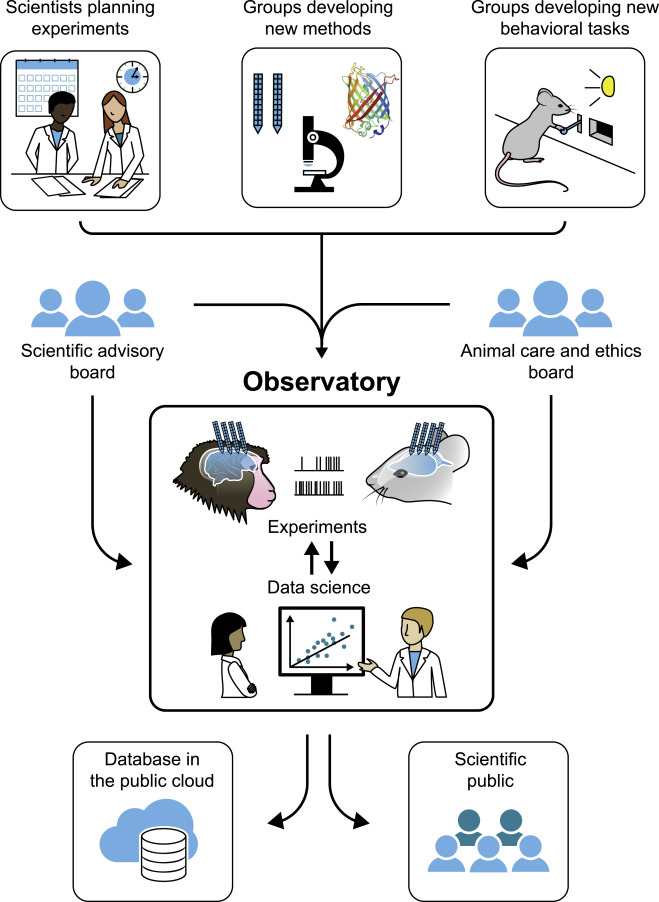 Scientists planning
experiments
Groups developing
new methods
Groups developing new
behavioral tasks
Scientific advisory
board
Animal care and ethics
board
Observatory
Experiments
Data science
Database in
the public cloud
Scientific
public